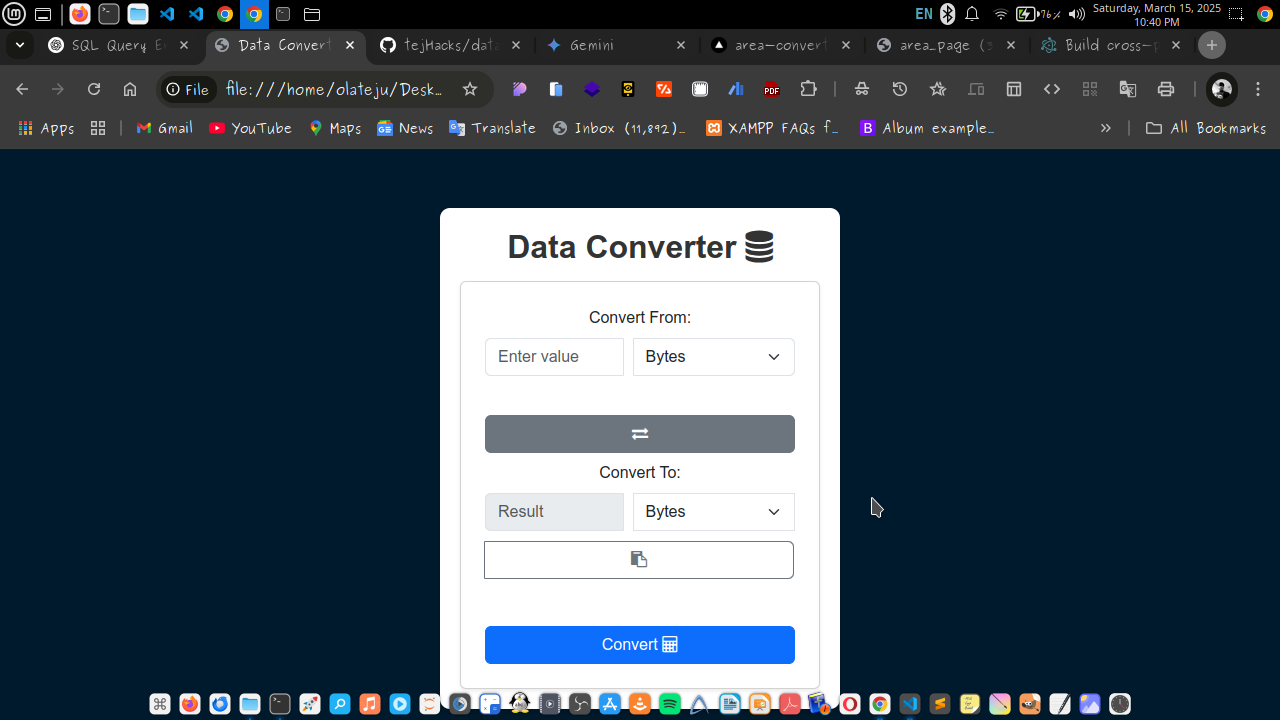 EN
76%
Saturday, March 15, 2025
10:40 PM
SQL Query E
Data Convert
tejHacks/data
Gemini
area-convert
area_page (
Build cross-p
File
file:///home/olateju/Desk...
PDF
Apps
Gmail
YouTube
Maps
News
Translate
Inbox (11,892)...
XAMPP FAQs f...
B
Album example...
All Bookmarks
Data Converter
Convert From:
Enter value
Bytes
Convert To:
Result
Bytes
Convert